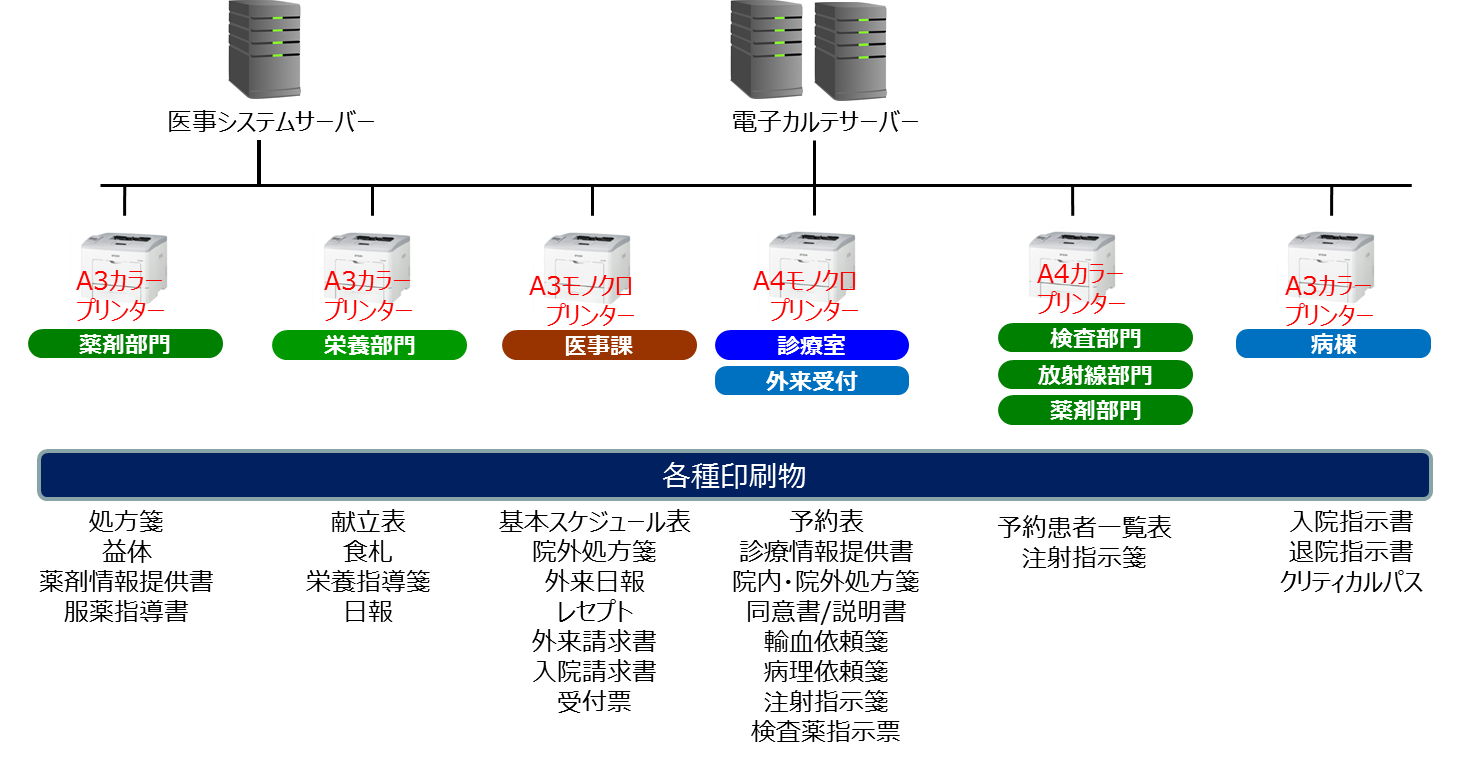 医事システムサーバー
電子カルテサーバー
A3カラー
プリンター
薬剤部門
A3カラー
プリンター
栄養部門
A3モノクロ
プリンター
医事課
A4モノクロ
プリンター
診療室
外来受付
A4カラー
プリンター
検査部門
放射線部門
薬剤部門
A3カラー
プリンター
病棟
各種印刷物
処方箋
益体
薬剤情報提供書
服薬指導書
献立表
食札
栄養指導箋
日報
基本スケジュール表
院外処方箋
外来日報
レセプト
外来請求書
入院請求書
受付票
予約表
診療情報提供書
院内・院外処方箋
同意書/説明書
輸血依頼箋
病理依頼箋
注射指示箋
検査薬指示票
予約患者一覧表
注射指示箋
入院指示書
退院指示書
クリティカルパス